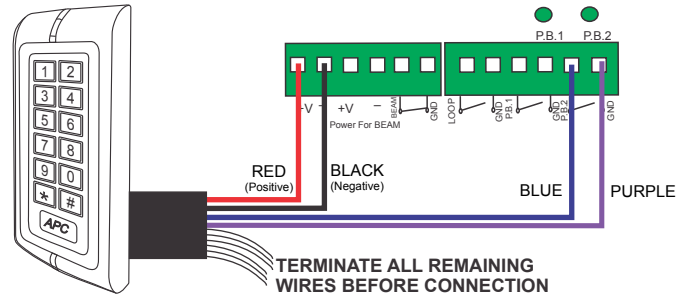 P.B.1 P.B.2
1 2
3 4
5 6
7 8
9 0
* #
APC
+V – +V – BEAM GND LOOP GND P.B.1 GND P.B.2 GND
Power For BEAM
RED
(Positive)
BLACK
(Negative)
BLUE
PURPLE
TERMINATE ALL REMAINING
WIRES BEFORE CONNECTION